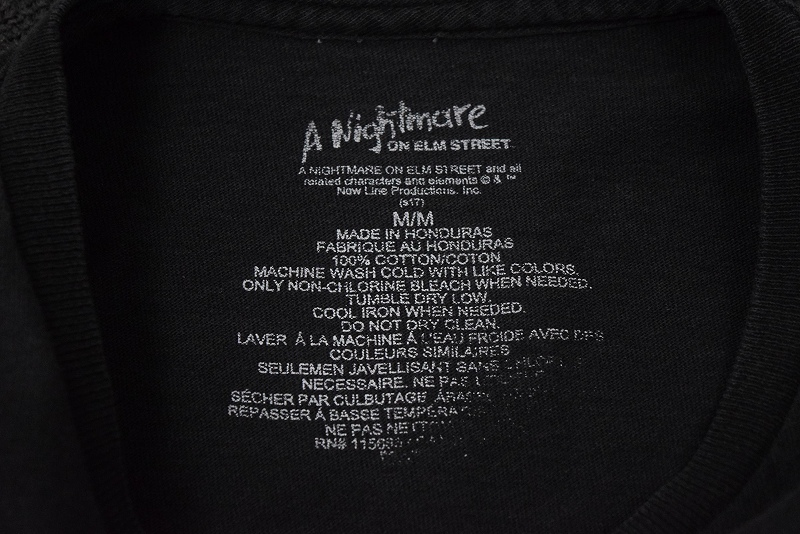 A Nightmare
ON ELM STREET
A NIGHTMARE ON ELM STREET and all
related characters and elements © & ™
New Line Productions, Inc.
(s17)
M/M
MADE IN HONDURAS
FABRIQUE AU HONDURAS
100% COTTON/COTON
MACHINE WASH COLD WITH LIKE COLORS.
ONLY NON-CHLORINE BLEACH WHEN NEEDED.
TUMBLE DRY LOW.
COOL IRON WHEN NEEDED.
DO NOT DRY CLEAN.
LAVER À LA MACHINE À L'EAU FROIDE AVEC DES
COULEURS SIMILAIRES
SEULEMEN JAVELLISANT SANS
NECESSAIRE. NE PAS
SÉCHER PAR CULBUTAGE
REPASSER À BASSE
NE PAS
RN#